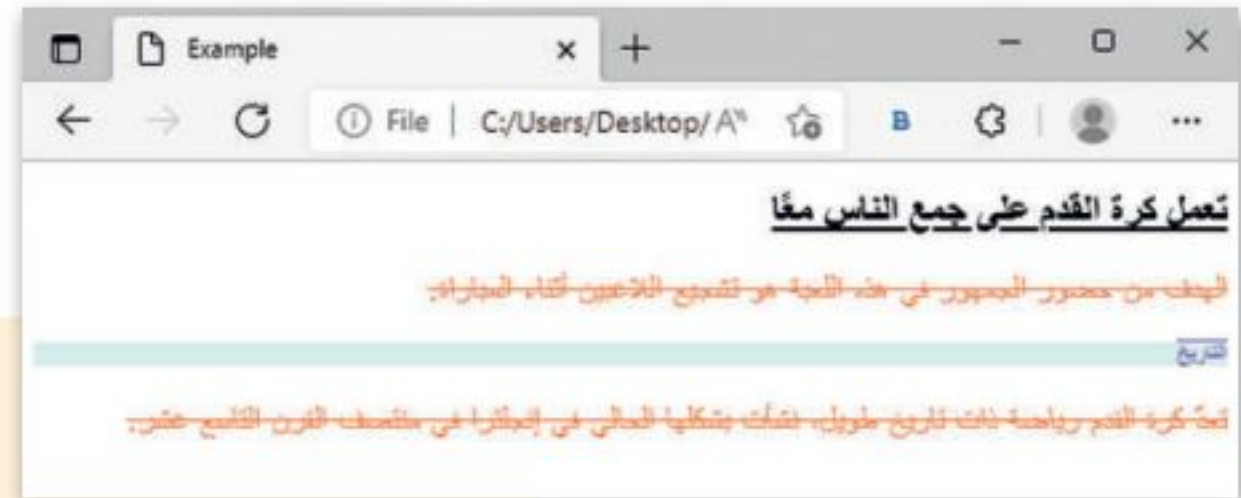 Example
File | C:/Users/Desktop/ A B
تعمل كرة القدم على جمع الناس معًا
الهدف من حضور الجمهور في هذه اللعبة هو تشجيع اللاعبين أثناء المباراة.
التاريخ
تعدّ كرة القدم رياضة ذات تاريخ طويل، نشأت بشكلها الحالي في إنجلترا في منتصف القرن التاسع عشر.